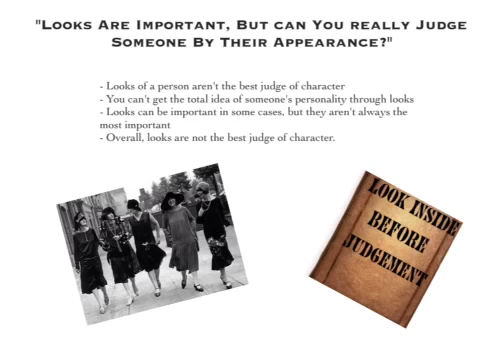 "Looks Are Important, But can You really Judge
Someone By Their Appearance?"
- Looks of a person aren't the best judge of character
- You can't get the total idea of someone's personality through looks
- Looks can be important in some cases, but they aren't always the
most important
- Overall, looks are not the best judge of character.
LOOK INSIDE
BEFORE
JUDGEMENT